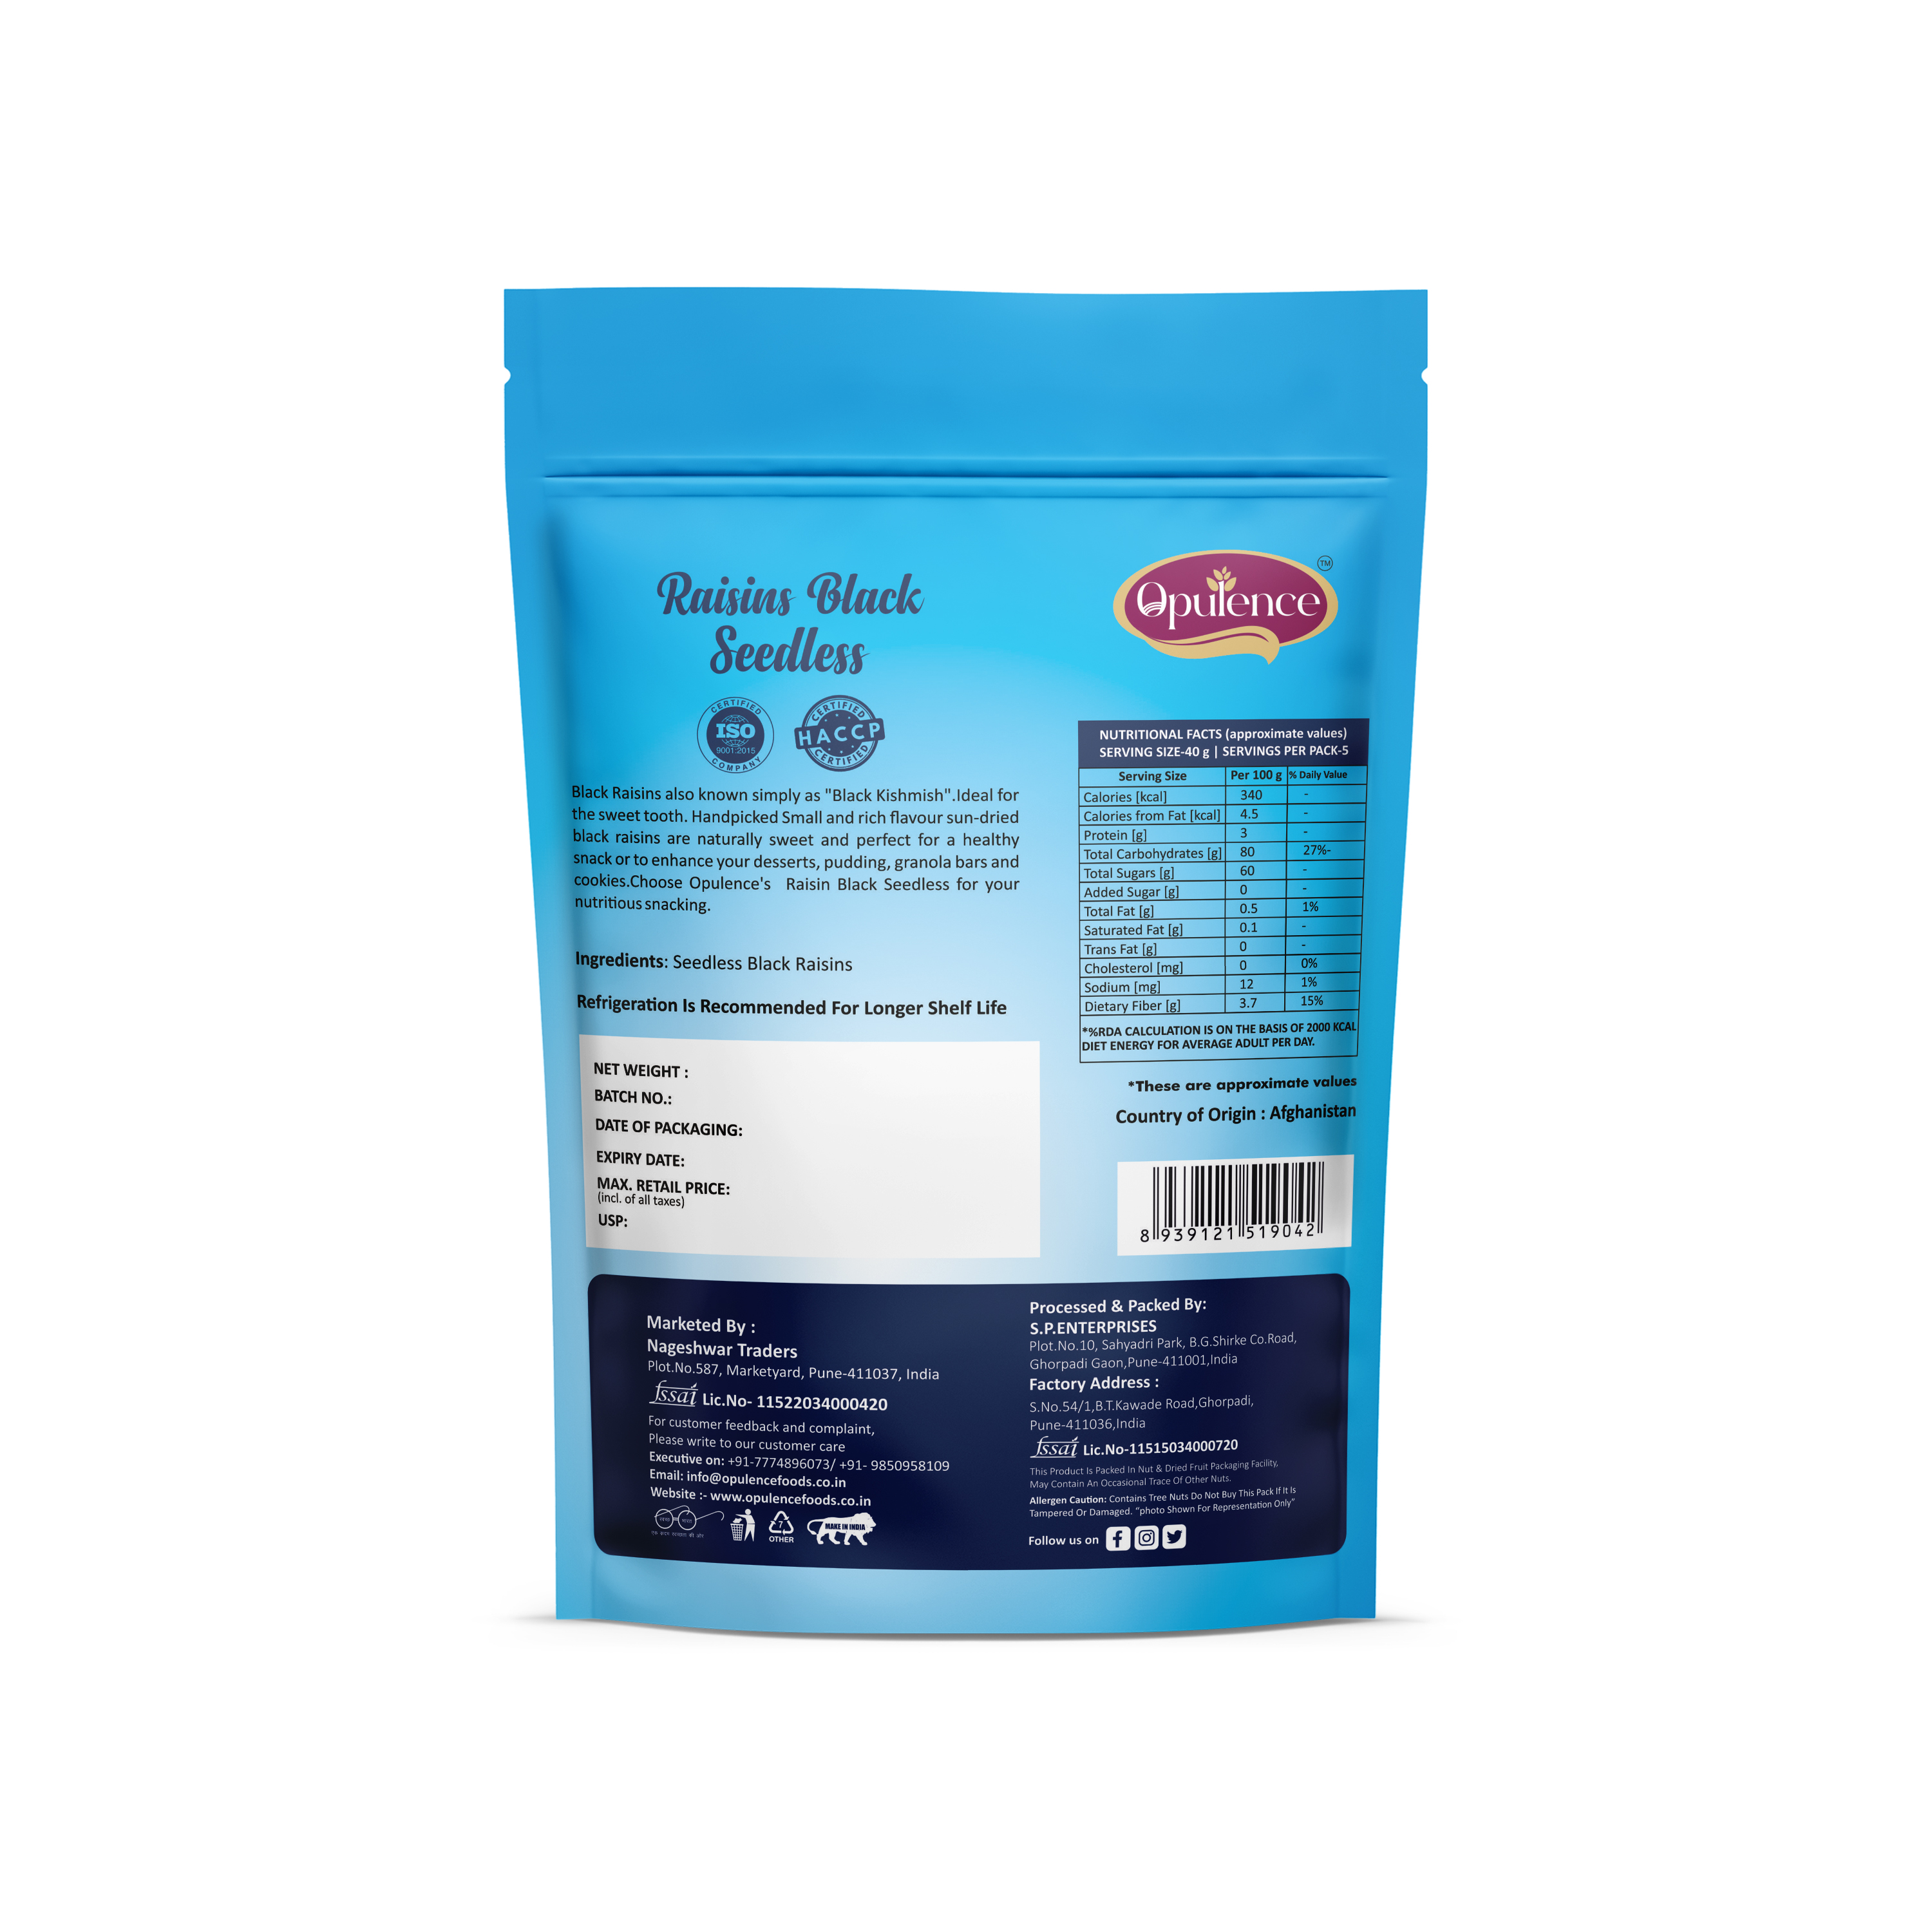 Raisins Black
Seedless
Opulence
TM
CERTIFIED
ISO
9001:2015
COMPANY
CERTIFIED
HACCP
CERTIFIED
Black Raisins also known simply as "Black Kishmish".Ideal for
the sweet tooth. Handpicked Small and rich flavour sun-dried
black raisins are naturally sweet and perfect for a healthy
snack or to enhance your desserts, pudding, granola bars and
cookies.Choose Opulence's Raisin Black Seedless for your
nutritious snacking.
Ingredients: Seedless Black Raisins
Refrigeration Is Recommended For Longer Shelf Life
NET WEIGHT :
BATCH NO.:
DATE OF PACKAGING:
EXPIRY DATE:
MAX. RETAIL PRICE:
(incl. of all taxes)
USP:
NUTRITIONAL FACTS (approximate values)
SERVING SIZE-40 g | SERVINGS PER PACK-5
Serving Size Per 100 g % Daily Value
Calories [kcal] 340 -
Calories from Fat [kcal] 4.5 -
Protein [g] 3 -
Total Carbohydrates [g] 80 27%-
Total Sugars [g] 60 -
Added Sugar [g] 0 -
Total Fat [g] 0.5 1%
Saturated Fat [g] 0.1 -
Trans Fat [g] 0 -
Cholesterol [mg] 0 0%
Sodium [mg] 12 1%
Dietary Fiber [g] 3.7 15%
*%RDA CALCULATION IS ON THE BASIS OF 2000 KCAL
DIET ENERGY FOR AVERAGE ADULT PER DAY.
*These are approximate values
Country of Origin : Afghanistan
8 939121 519042
Marketed By :
Nageshwar Traders
Plot.No.587, Marketyard, Pune-411037, India
fssai Lic.No- 11522034000420
For customer feedback and complaint,
Please write to our customer care
Executive on: +91-7774896073/ +91- 9850958109
Email: info@opulencefoods.co.in
Website :- www.opulencefoods.co.in
स्वच्छ भारत
एक कदम स्वच्छता की ओर
7
OTHER
MAKE IN INDIA
Processed & Packed By:
S.P.ENTERPRISES
Plot.No.10, Sahyadri Park, B.G.Shirke Co.Road,
Ghorpadi Gaon,Pune-411001,India
Factory Address :
S.No.54/1,B.T.Kawade Road,Ghorpadi,
Pune-411036,India
fssai Lic.No-11515034000720
This Product Is Packed In Nut & Dried Fruit Packaging Facility,
May Contain An Occasional Trace Of Other Nuts.
Allergen Caution: Contains Tree Nuts Do Not Buy This Pack If It Is
Tampered Or Damaged. "photo Shown For Representation Only"
Follow us on